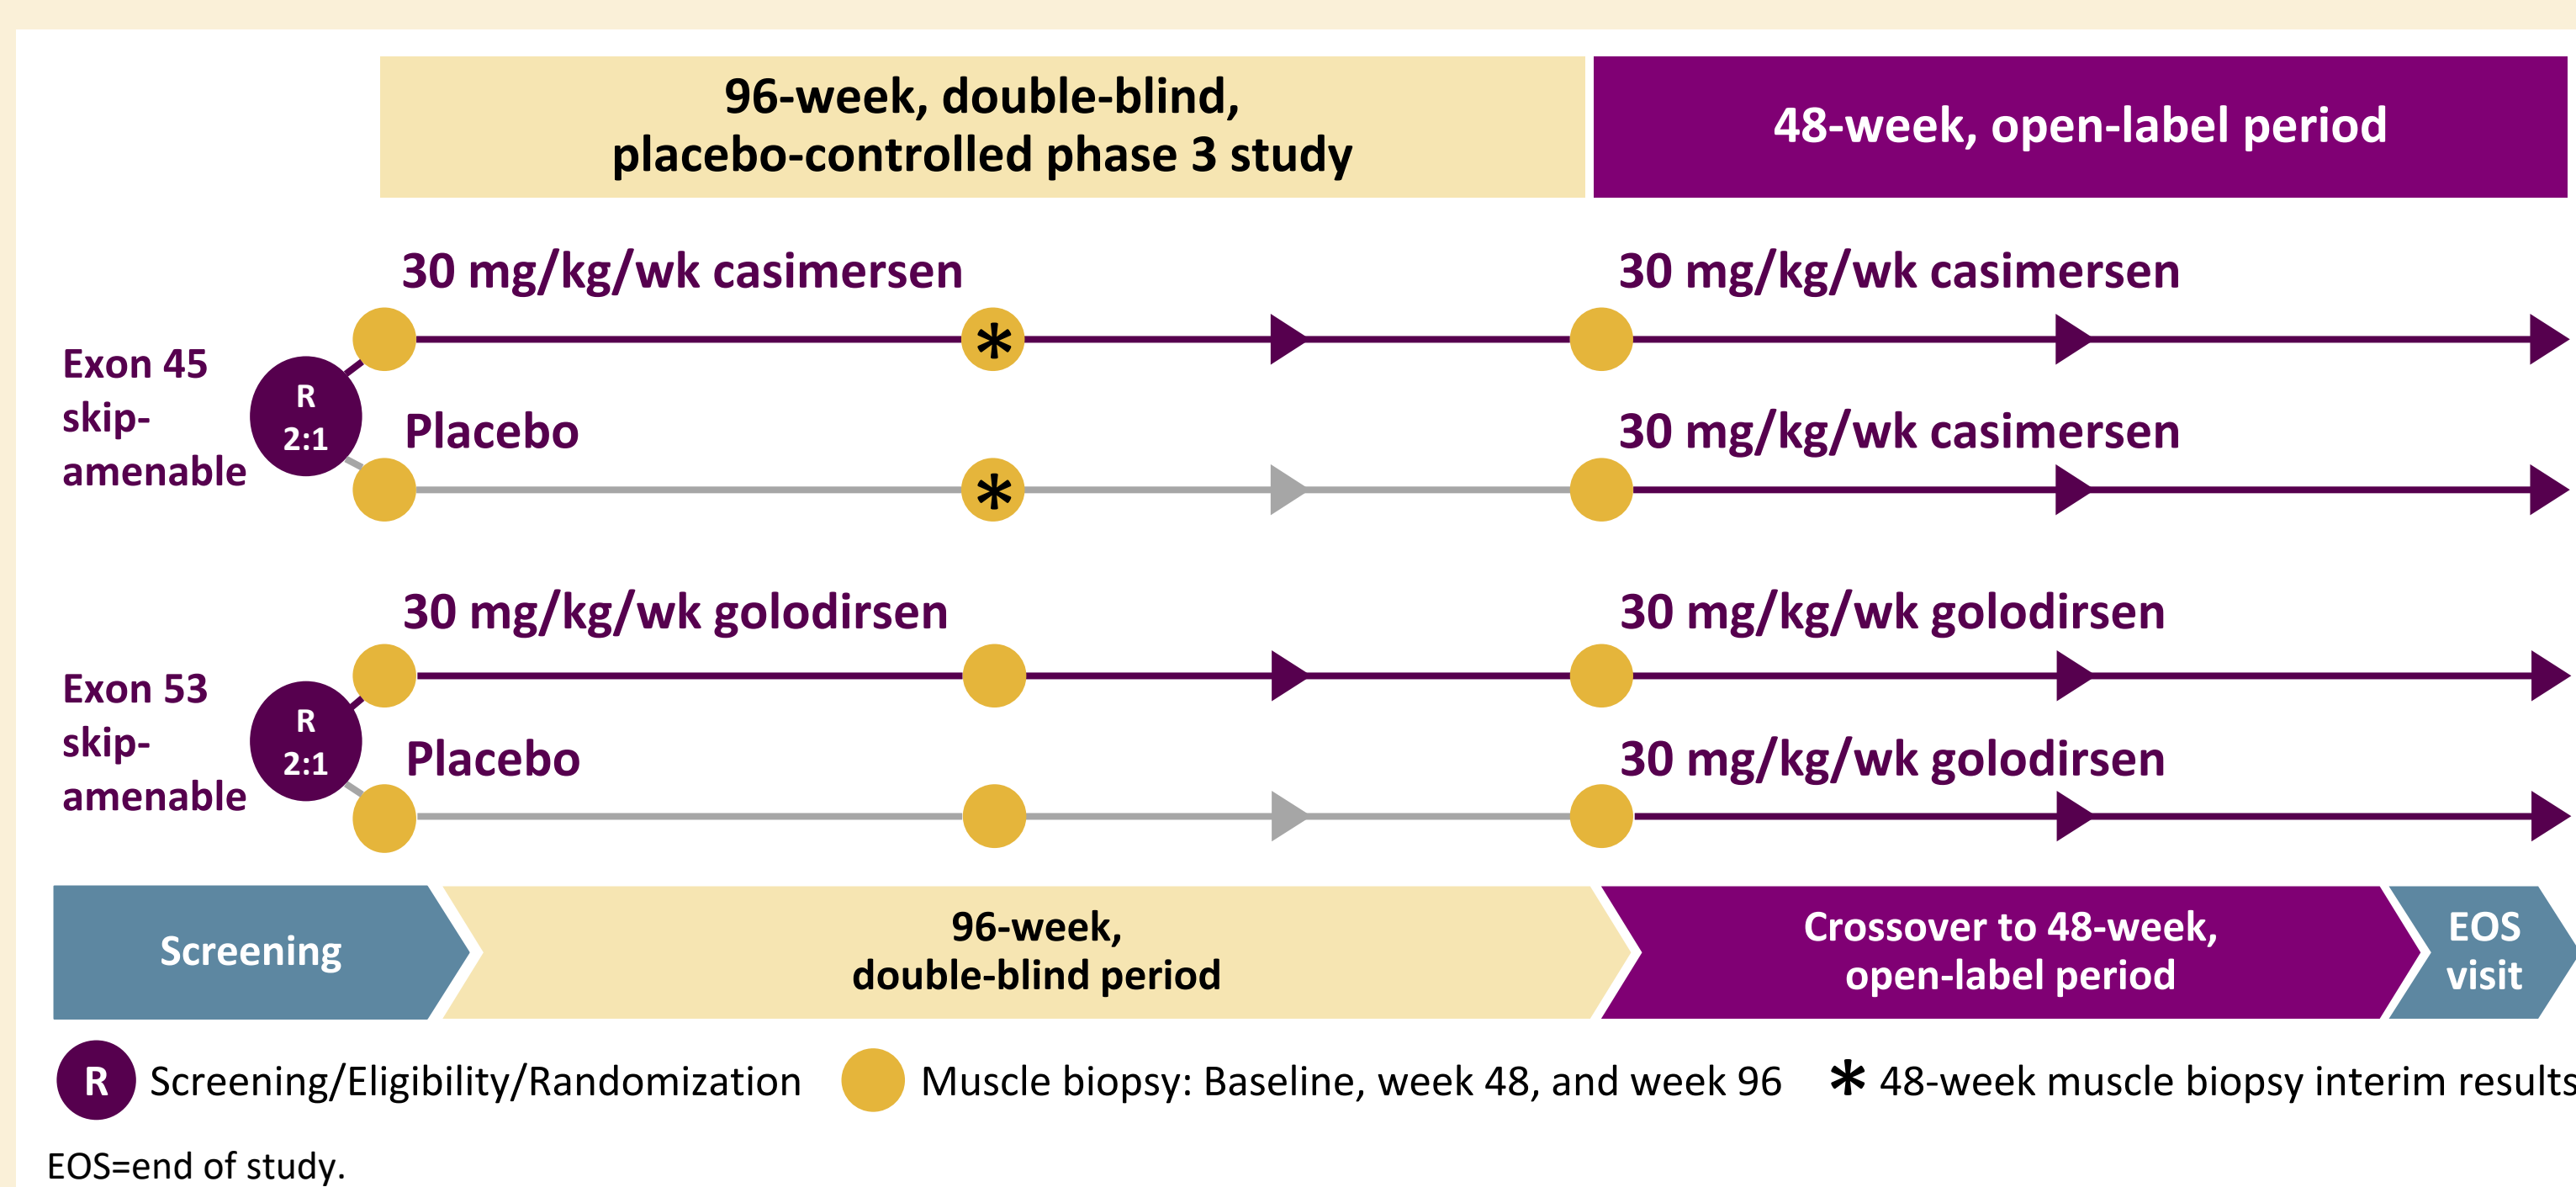 96-week, double-blind,
placebo-controlled phase 3 study
48-week, open-label period
30 mg/kg/wk casimersen
30 mg/kg/wk casimersen
Exon 45
skip-
amenable
R
2:1
*
Placebo
30 mg/kg/wk casimersen
*
30 mg/kg/wk golodirsen
30 mg/kg/wk golodirsen
Exon 53
skip-
amenable
R
2:1
Placebo
30 mg/kg/wk golodirsen
Screening
96-week,
double-blind period
Crossover to 48-week,
open-label period
EOS
visit
R Screening/Eligibility/Randomization
Muscle biopsy: Baseline, week 48, and week 96
* 48-week muscle biopsy interim results
EOS=end of study.